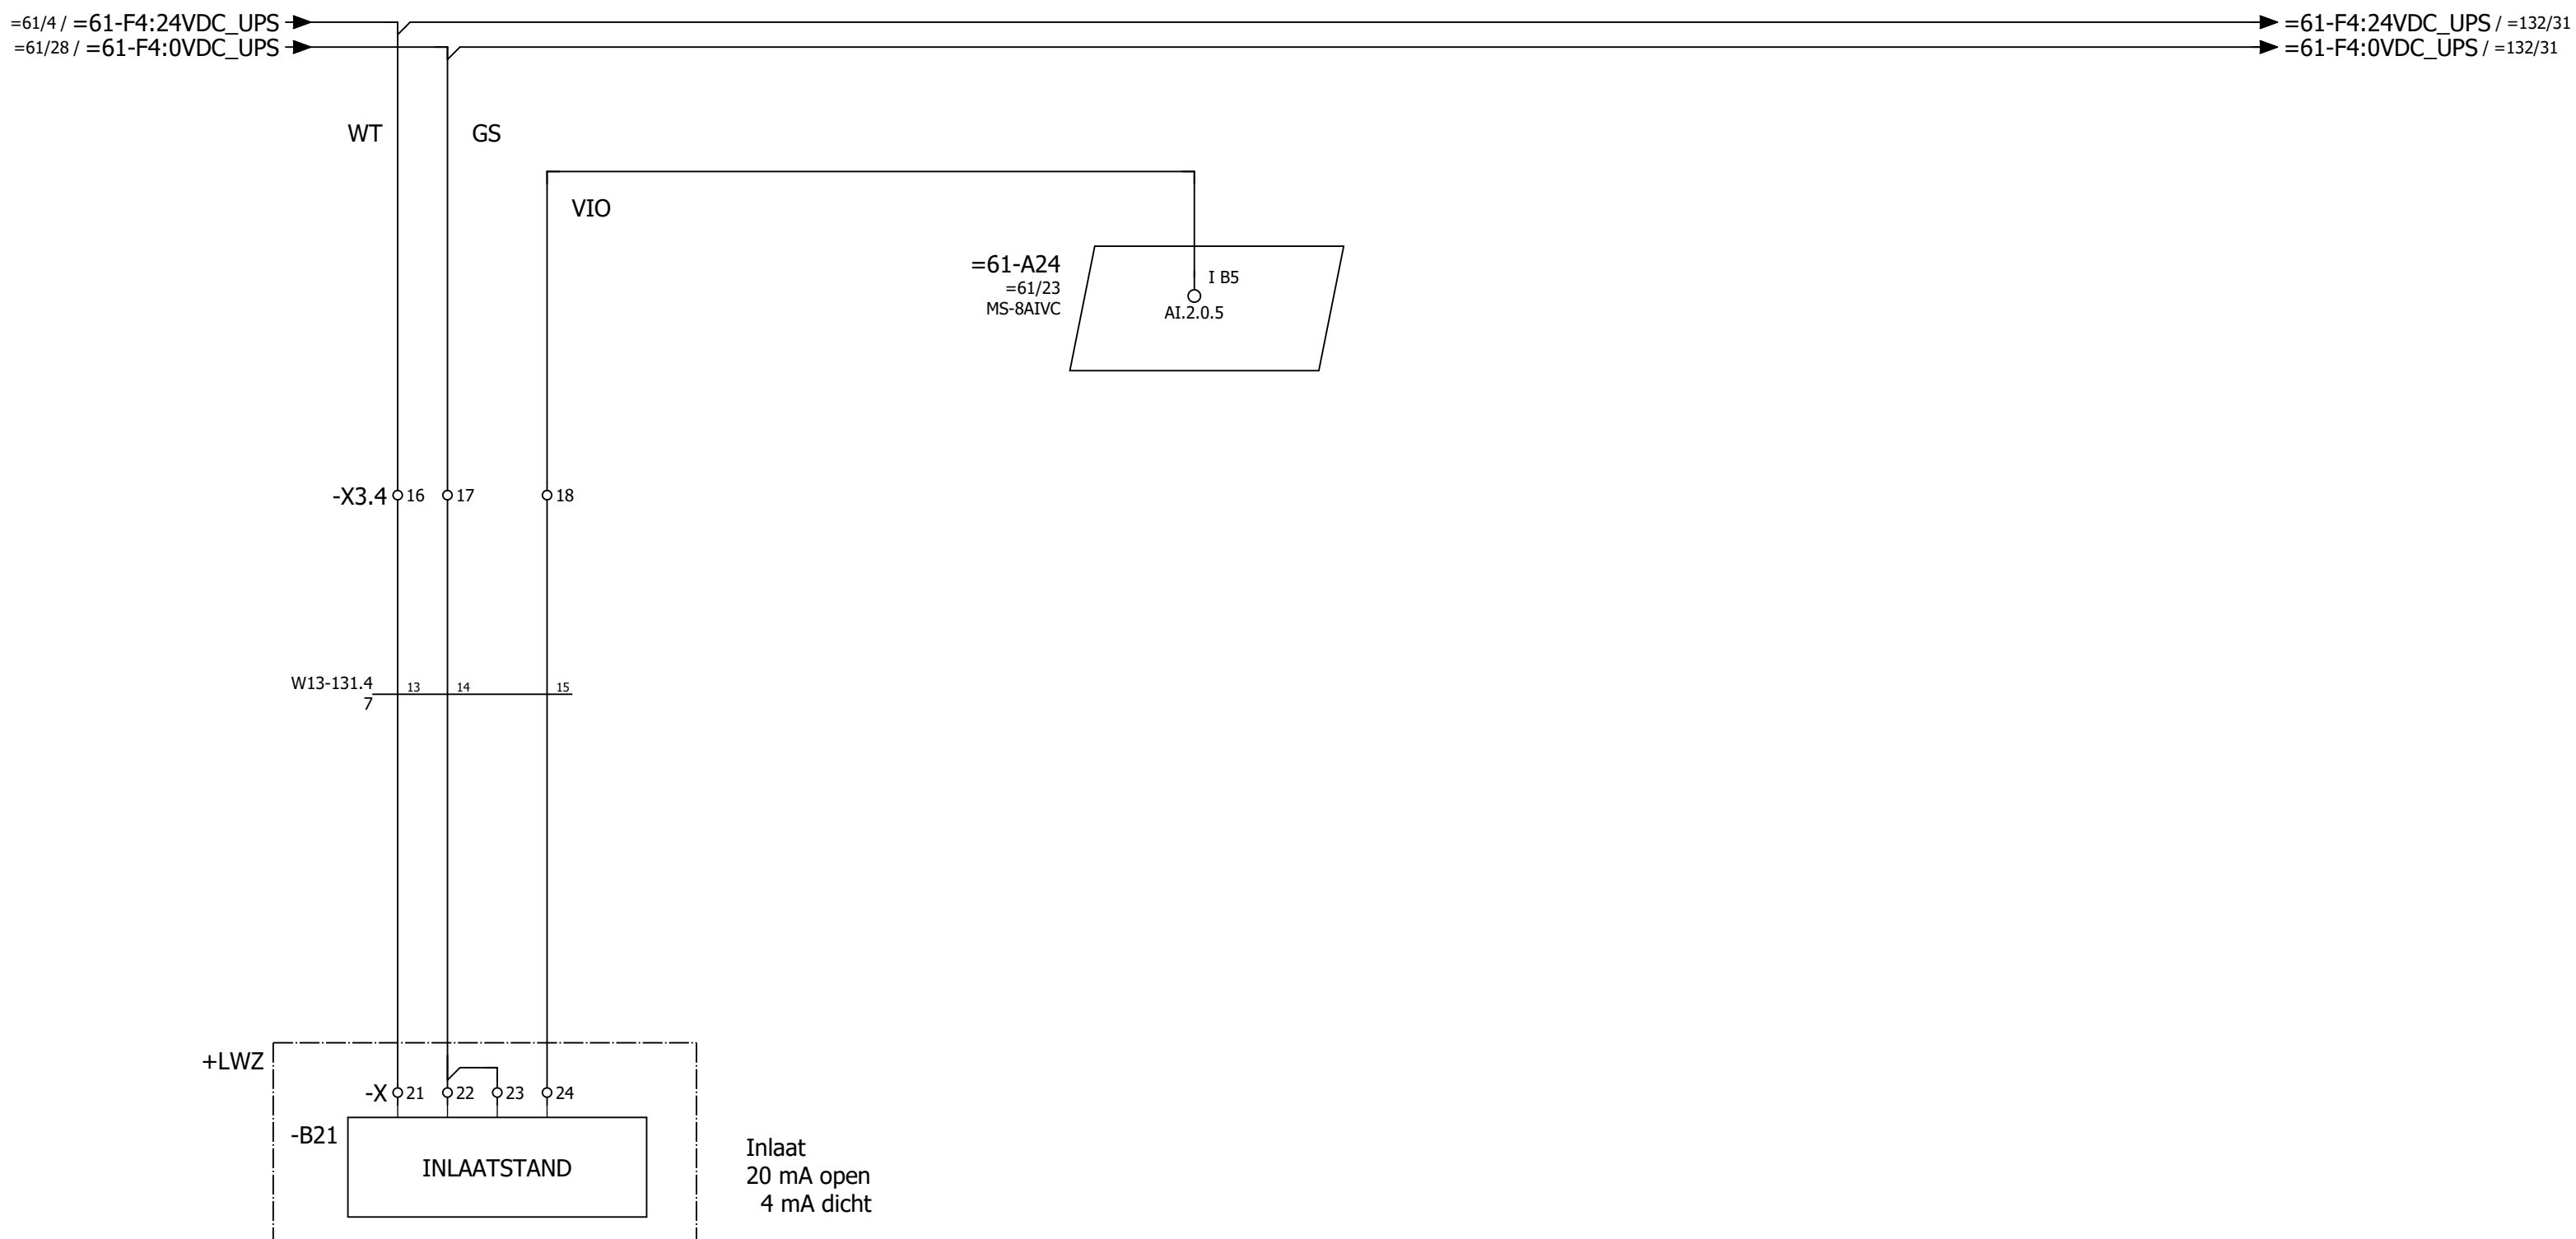 =61/4 / =61-F4:24VDC_UPS
=61-F4:24VDC_UPS / =132/31
=61/28 / =61-F4:0VDC_UPS
=61-F4:0VDC_UPS / =132/31
WT
GS
VIO
=61-A24
=61/23
MS-8AIVC
I B5
AI.2.0.5
-X3.4 16 17 18
W13-131.4
7
13 14 15
+LWZ
-X 21 22 23 24
-B21
INLAATSTAND
Inlaat
20 mA open
4 mA dicht